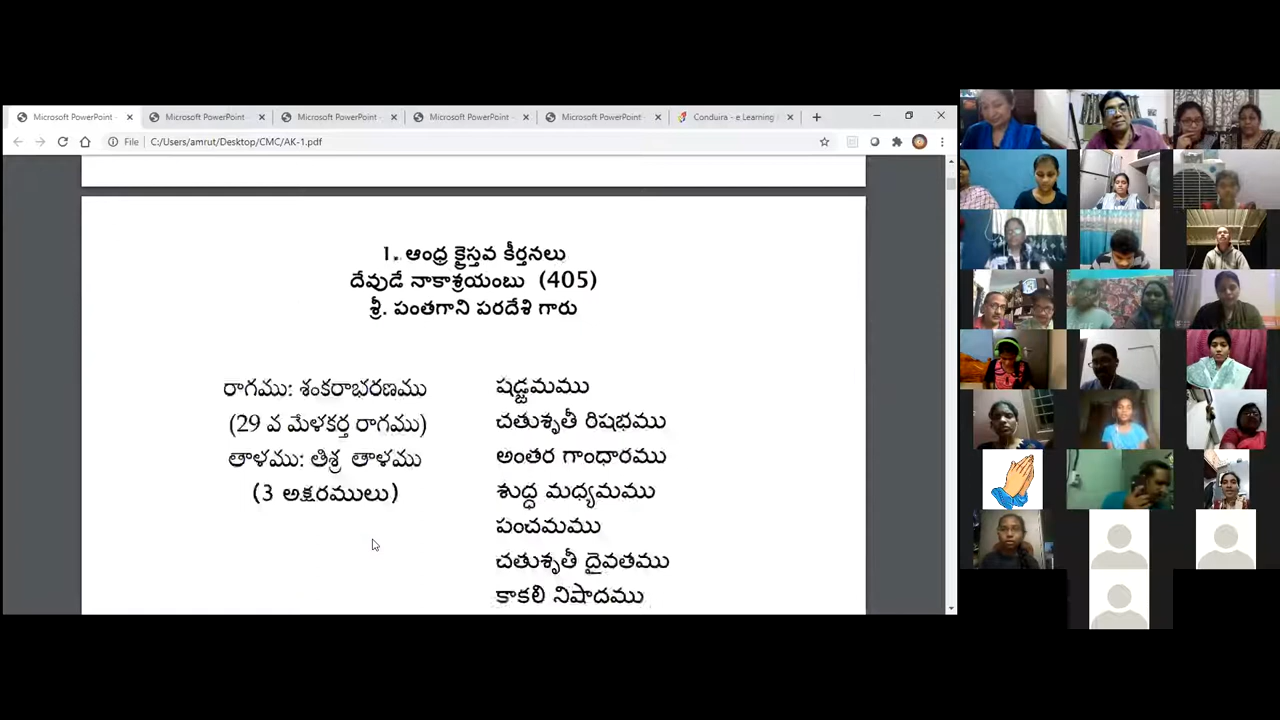 Microsoft PowerPoint
Microsoft PowerPoint
Microsoft PowerPoint
Microsoft PowerPoint
Microsoft PowerPoint
Conduira - e Learning
File
C:/Users/amrut/Desktop/CMC/AK-1.pdf
1. ఆంధ్ర క్రైస్తవ కీర్తనలు
దేవుడే నాకాశ్రయంబు (405)
శ్రీ. పంతగాని పరదేశి గారు
రాగము: శంకరాభరణము
(29 వ మేళకర్త రాగము)
తాళము: తిశ్ర తాళము
(3 అక్షరములు)
షడ్జమము
చతుశృతీ రిషభము
అంతర గాంధారము
శుద్ధ మధ్యమము
పంచమము
చతుశృతీ దైవతము
కాకలి నిషాదము